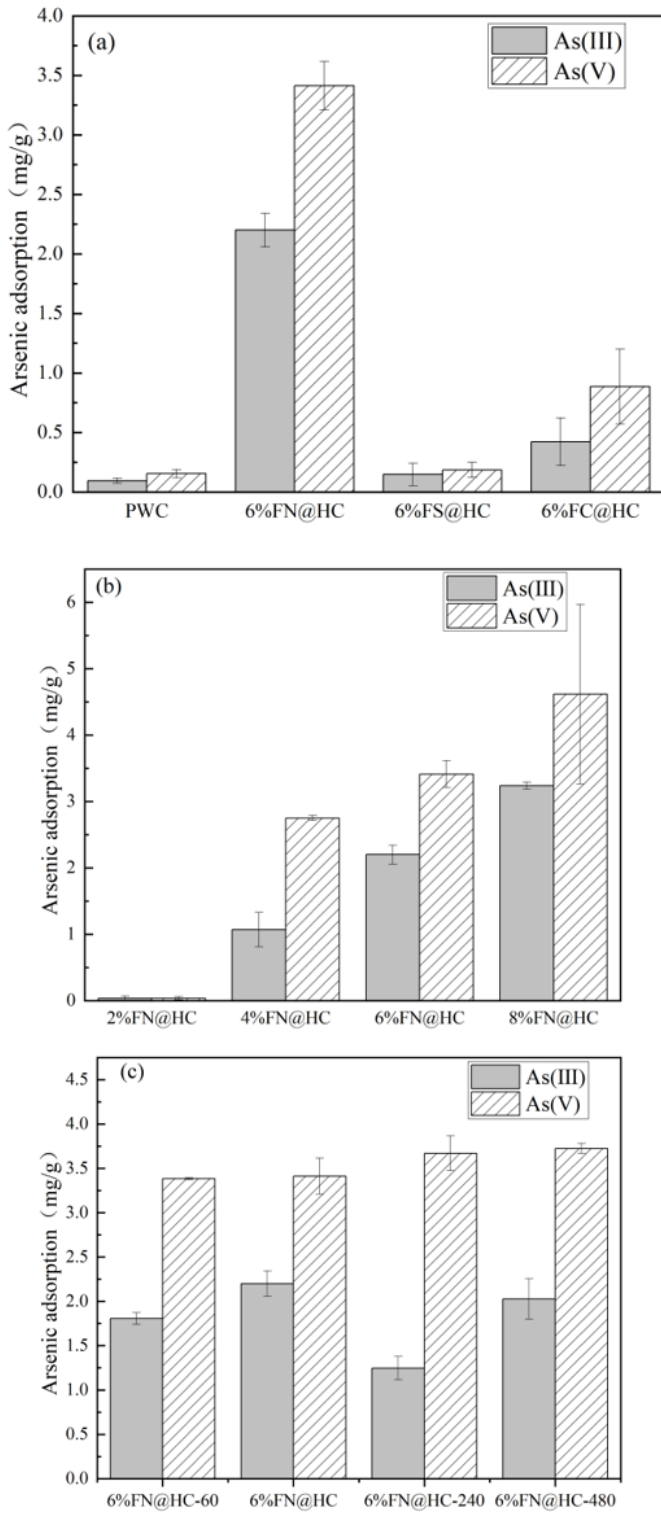 (a)
As(III)
As(V)
Arsenic adsorption（mg/g）
4.0
3.5
3.0
2.5
2.0
1.5
1.0
0.5
0.0
PWC 6%FN@HC 6%FS@HC 6%FC@HC
(b)
As(III)
As(V)
Arsenic adsorption（mg/g）
6
5
4
3
2
1
0
2%FN@HC 4%FN@HC 6%FN@HC 8%FN@HC
(c)
As(III)
As(V)
Arsenic adsorption（mg/g）
4.5
4.0
3.5
3.0
2.5
2.0
1.5
1.0
0.5
0.0
6%FN@HC-60 6%FN@HC 6%FN@HC-240 6%FN@HC-480